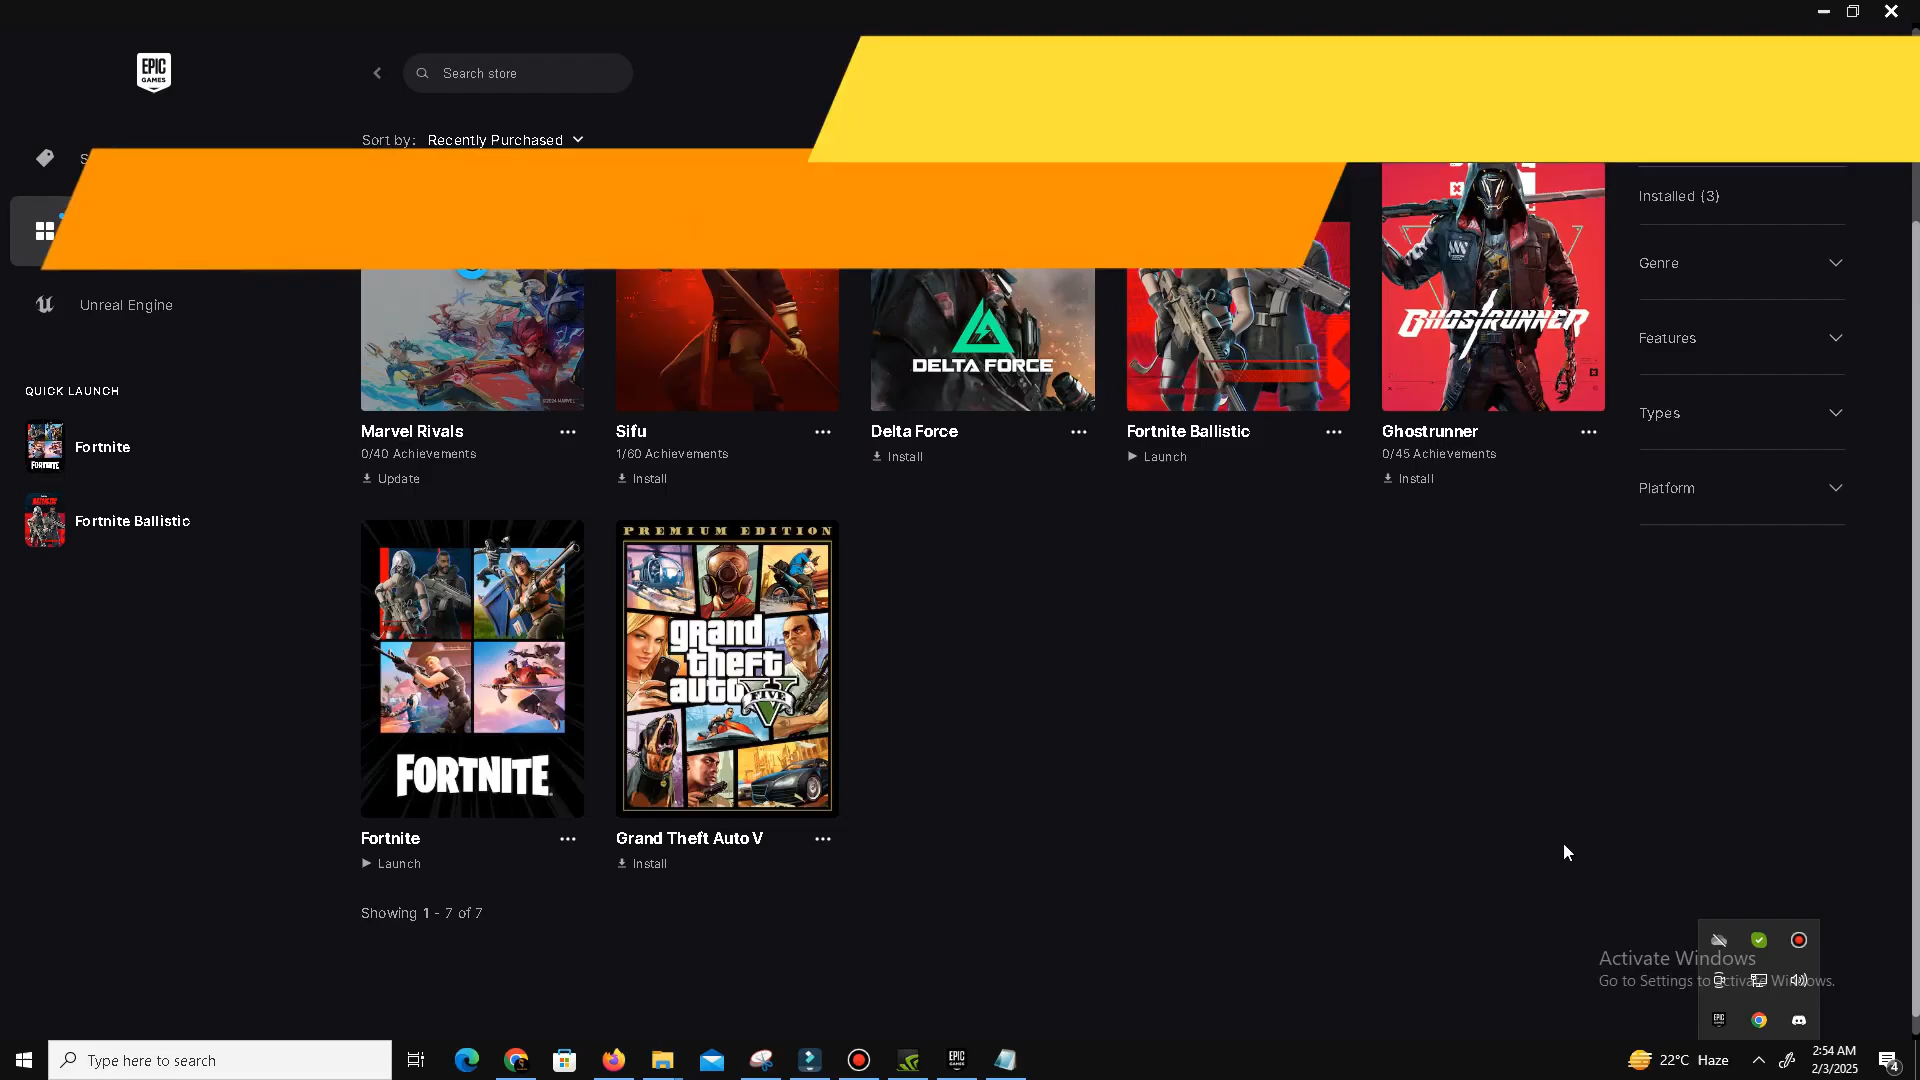 EPIC
GAMES
Search store
Sort by: Recently Purchased
Installed (3)
Genre
Features
Types
Platform
Unreal Engine
QUICK LAUNCH
Fortnite
Fortnite Ballistic
DELTA FORCE
GHOSTRUNNER
Marvel Rivals
0/40 Achievements
Update
Sifu
1/60 Achievements
Install
Delta Force
Install
Fortnite Ballistic
Launch
Ghostrunner
0/45 Achievements
Install
FORTNITE
PREMIUM EDITION
grand
theft
auto
V
FIVE
Fortnite
Launch
Grand Theft Auto V
Install
Showing 1 - 7 of 7
Activate Windows
Go to Settings to activate Windows.
Type here to search
22°C Haze
2:54 AM
2/3/2025
4